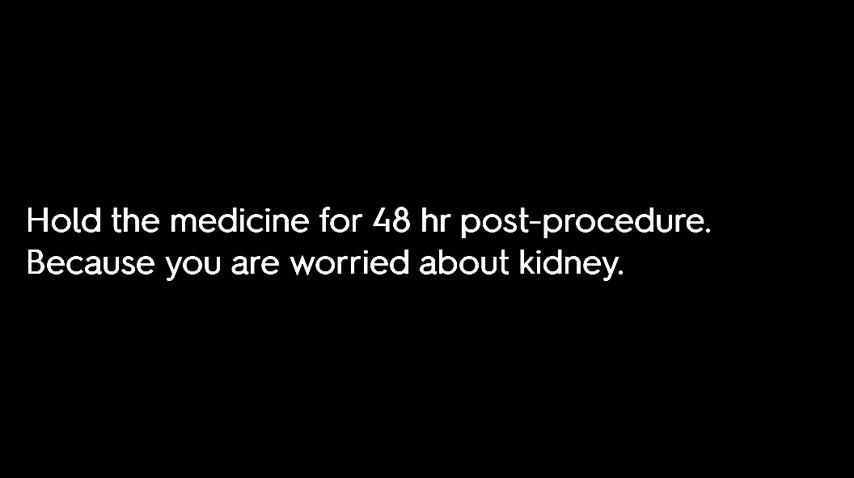 Hold the medicine for 48 hr post-procedure.
Because you are worried about kidney.